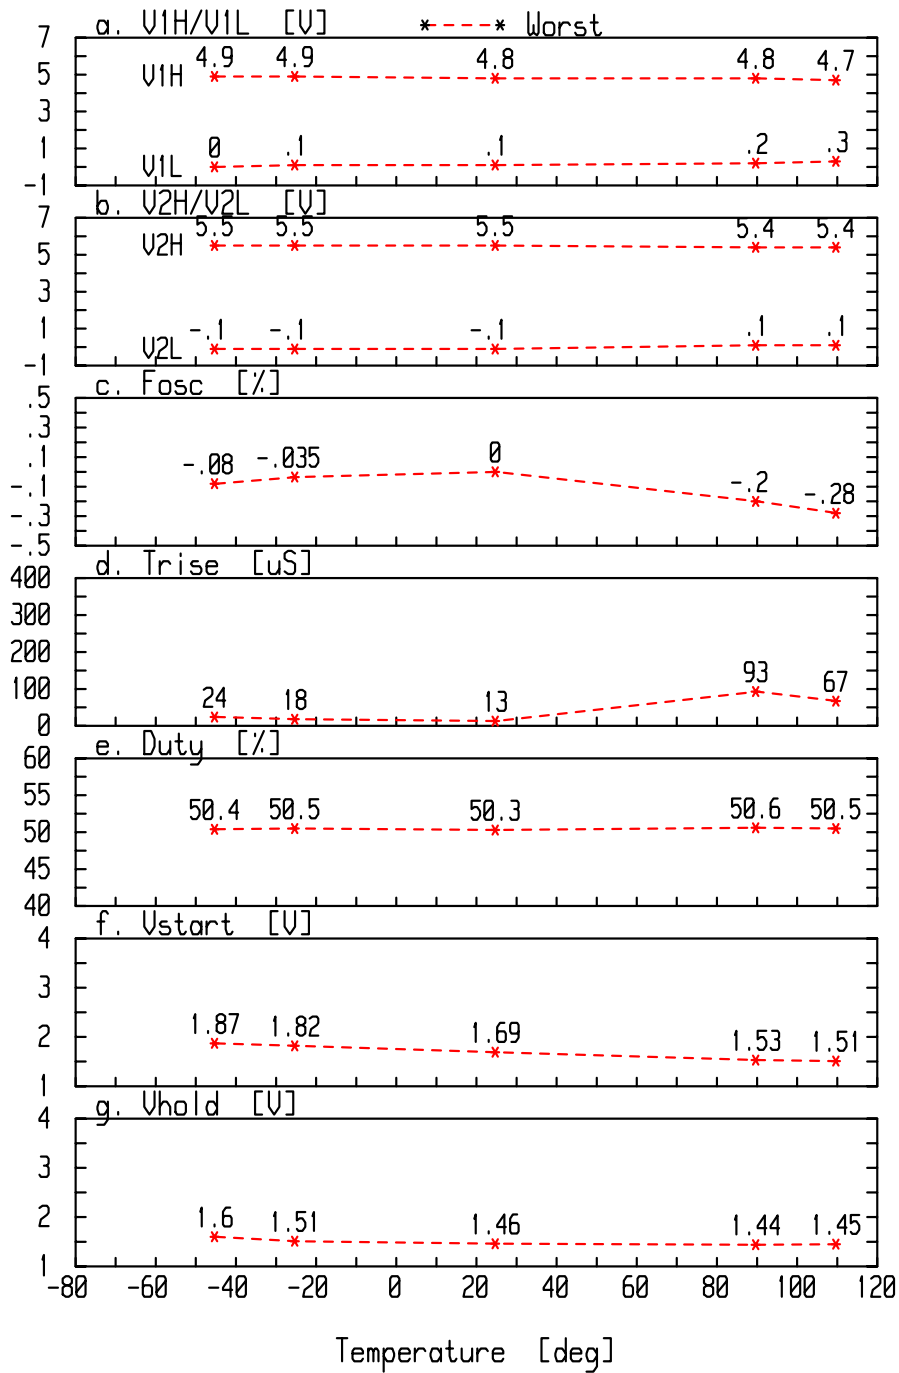 a. V1H/V1L [V]
*-----* Worst
7
5
3
1
-1
V1H
4.9 4.9 4.8 4.8 4.7
V1L
0 .1 .1 .2 .3
b. V2H/V2L [V]
7
5
3
1
-1
V2H
5.5 5.5 5.5 5.4 5.4
V2L
-.1 -.1 -.1 .1 .1
c. Fosc [%]
.5
.3
.1
-.1
-.3
-.5
-.08 -.035 0 -.2 -.28
d. Trise [uS]
400
300
200
100
0
24 18 13 93 67
e. Duty [%]
60
55
50
45
40
50.4 50.5 50.3 50.6 50.5
f. Vstart [V]
4
3
2
1
1.87 1.82 1.69 1.53 1.51
g. Vhold [V]
4
3
2
1
1.6 1.51 1.46 1.44 1.45
-80 -60 -40 -20 0 20 40 60 80 100 120
Temperature [deg]